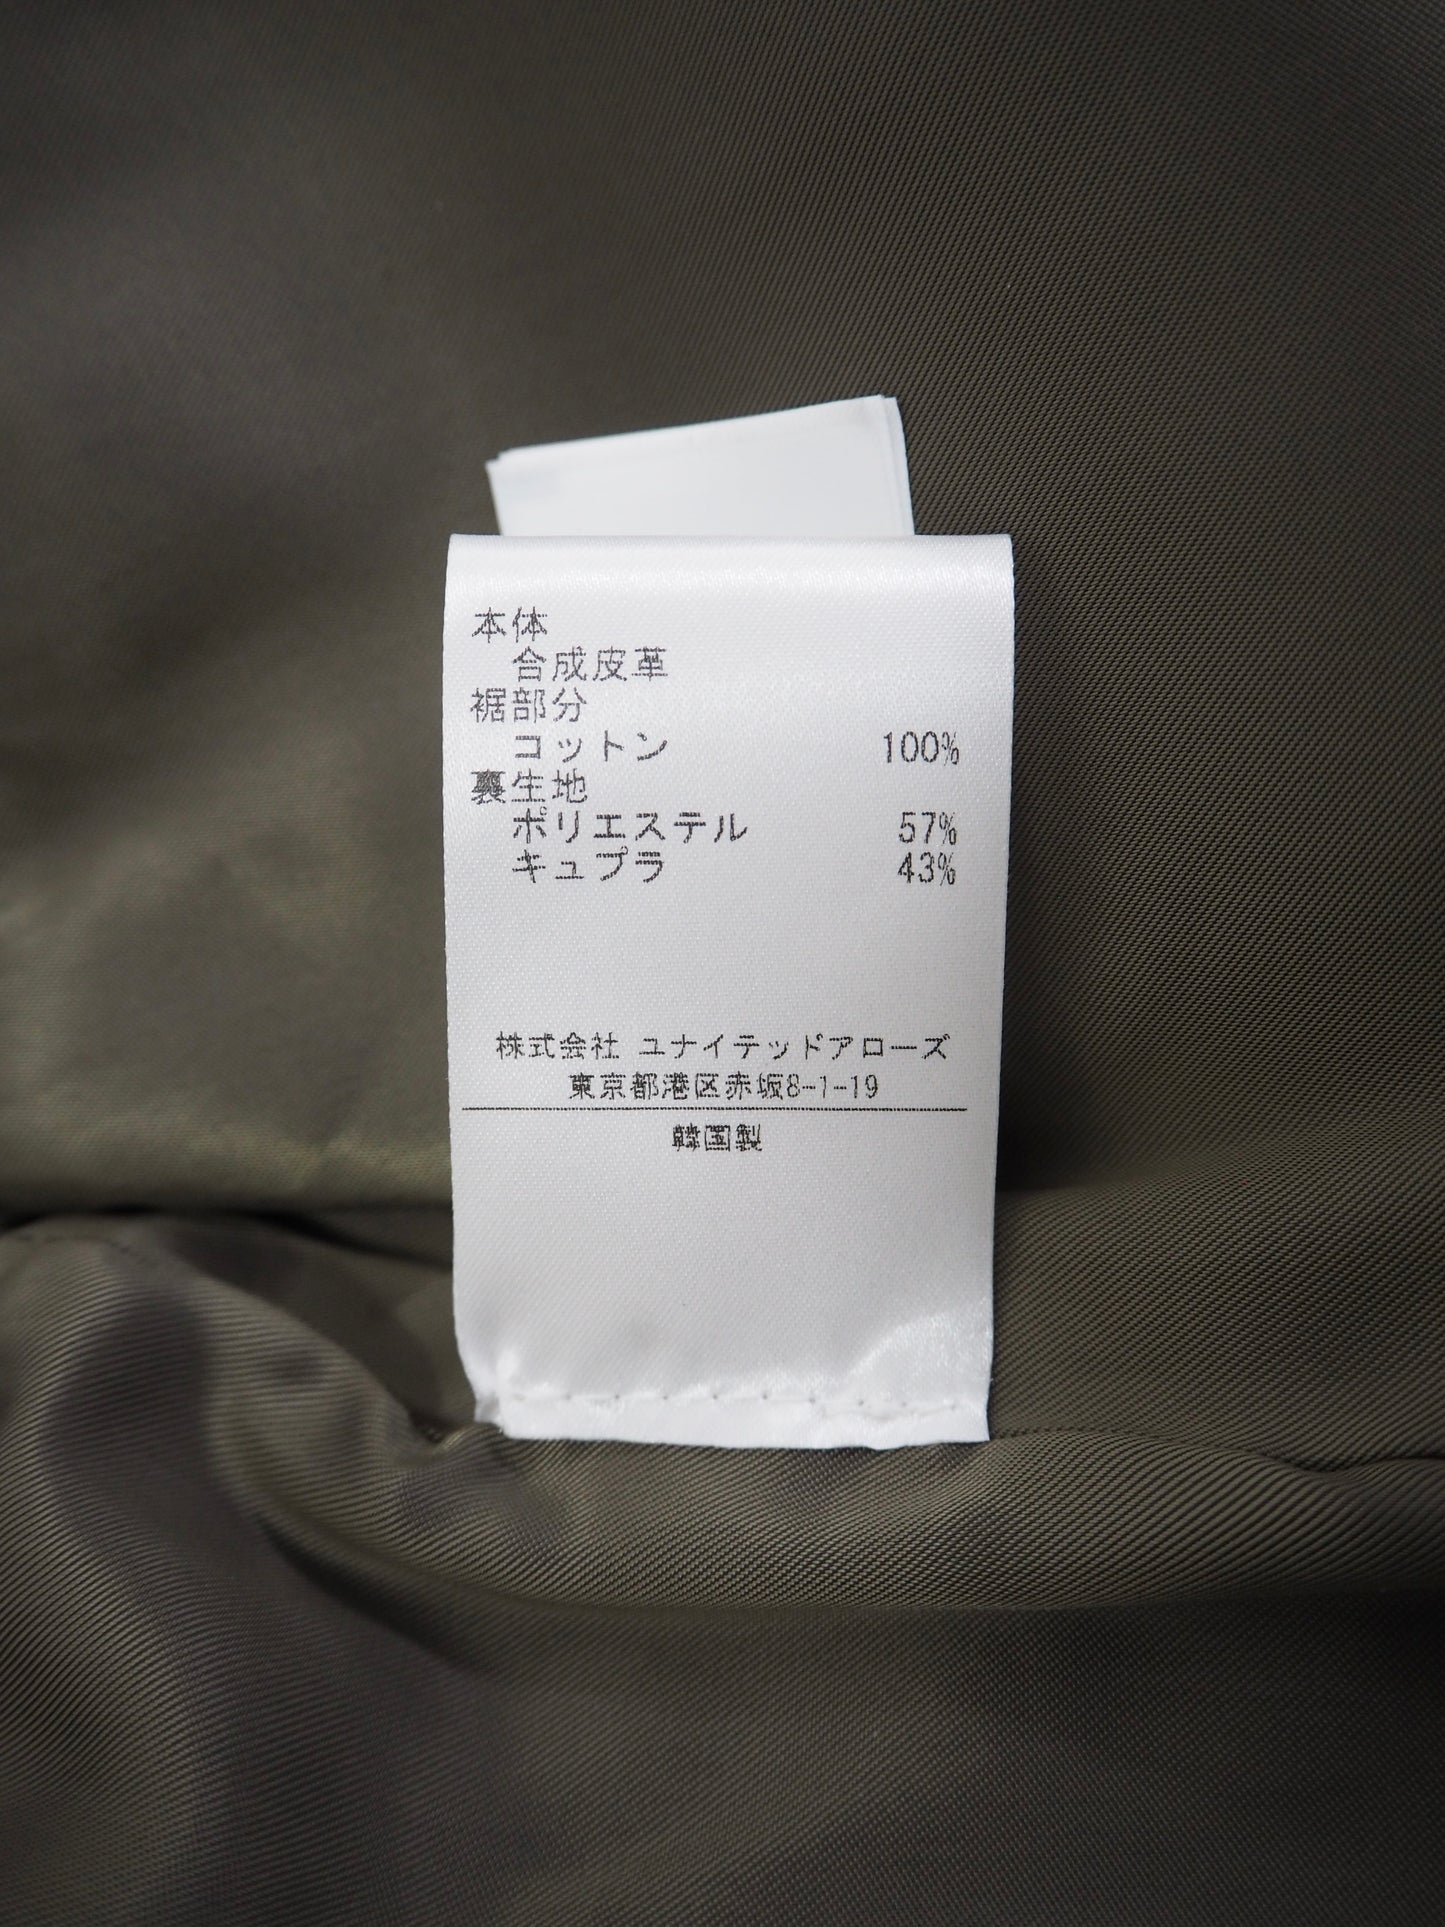 本体
合成皮革
裾部分
コットン 100%
裏生地
ポリエステル 57%
キュプラ 43%
株式会社 ユナイテッドアローズ
東京都港区赤坂8-1-19
韓国製